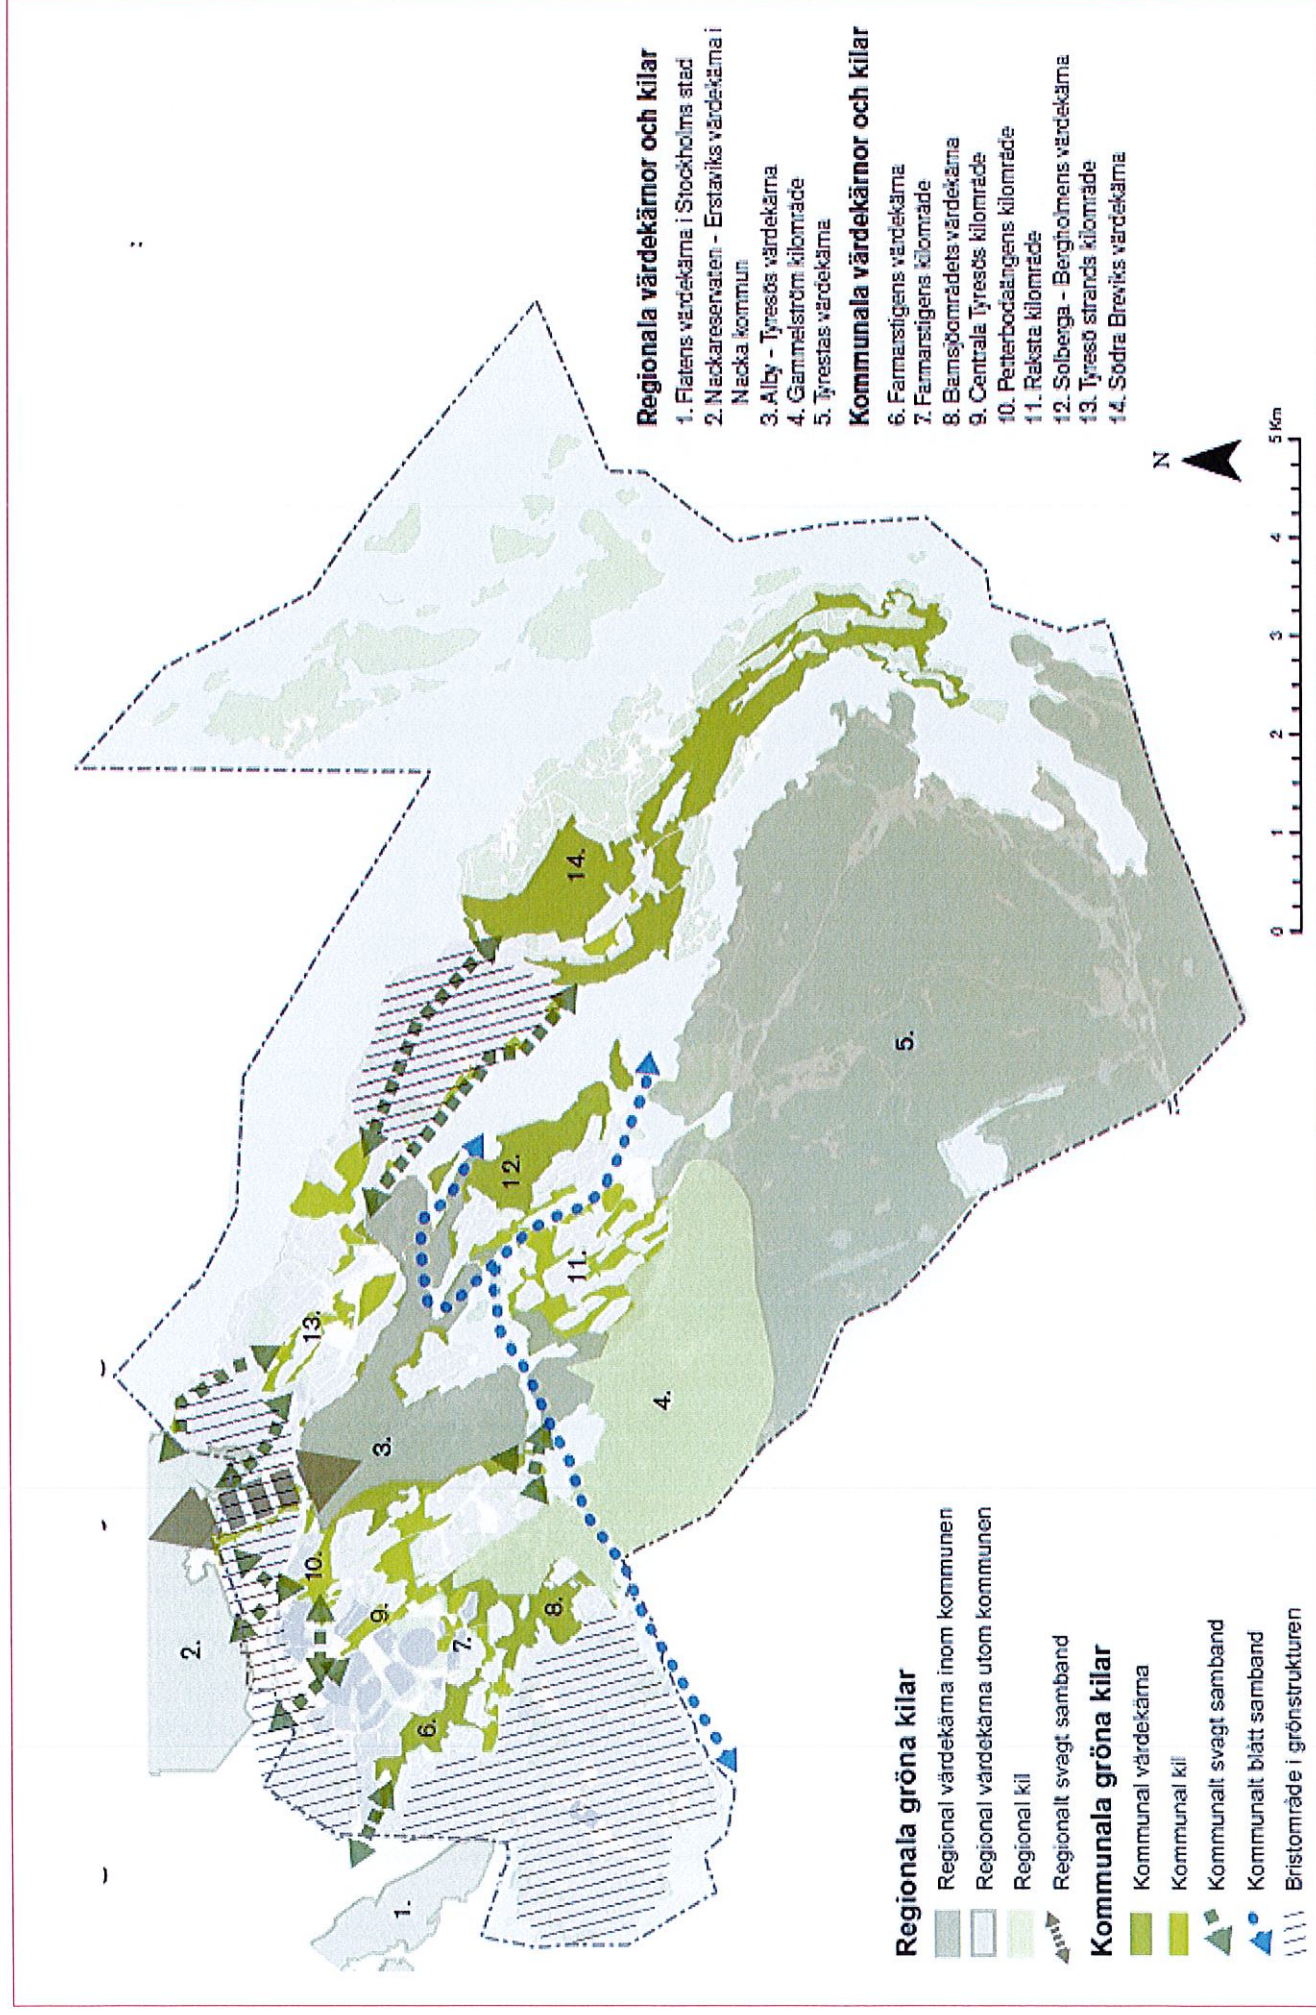 Regionala värdekärnor och kilar
1. Flatens värdekärna i Stockholms stad
2. Nackareservaten - Erstaviks värdekärna i
Nacka kommun
3. Alby - Tyresös värdekärna
4. Gammelström kilområde
5. Tyrestas värdekärna
Kommunala värdekärnor och kilar
6. Farmarstigens värdekärna
7. Farmarstigens kilområde
8. Barnsjöområdets värdekärna
9. Centrala Tyresös kilområde
10. Petterbodaängens kilområde
11. Raksta kilområde
12. Solberga - Bergholmens värdekärna
13. Tyresö strands kilområde
14. Södra Breviks värdekärna
1.
2.
3.
4.
5.
6.
7.
8.
9.
10.
11.
12.
13.
14.
N
0 1 2 3 4 5 Km
Regionala gröna kilar
Regional värdekärna inom kommunen
Regional värdekärna utom kommunen
Regional kil
Regionalt svagt samband
Kommunala gröna kilar
Kommunal värdekärna
Kommunal kil
Kommunalt svagt samband
Kommunalt blått samband
Bristområde i grönstrukturen